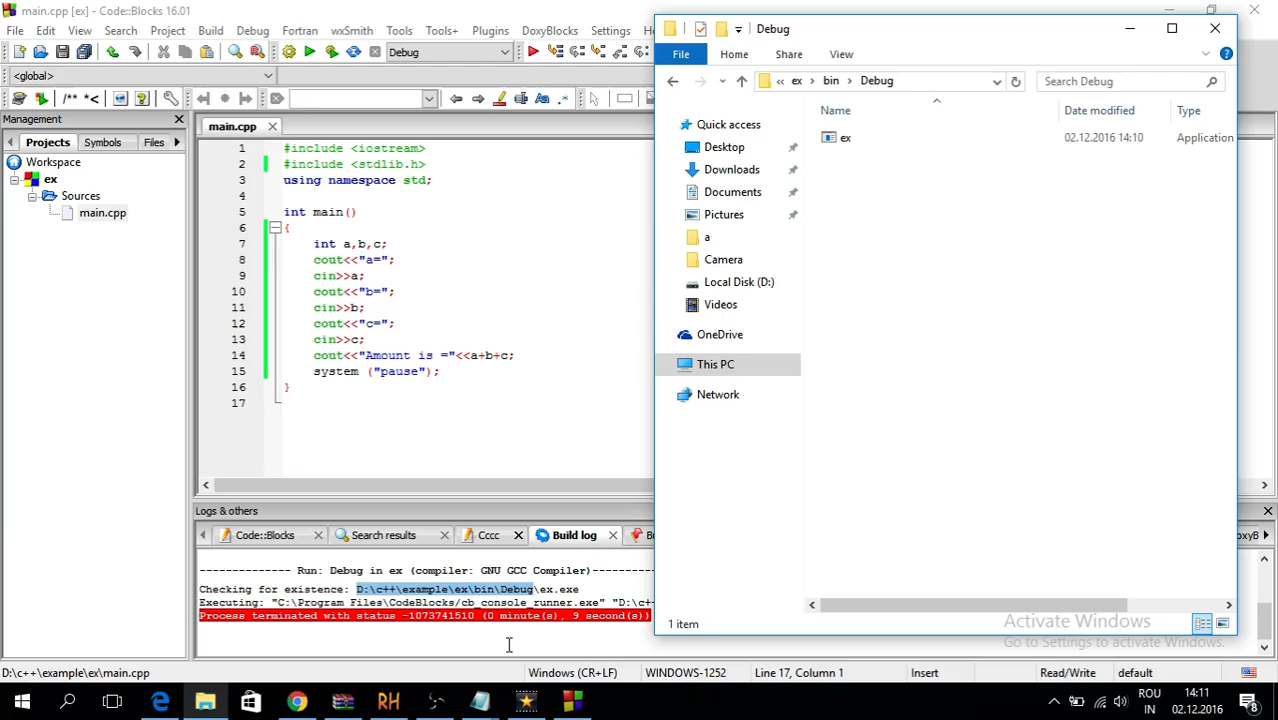 main.cpp [ex] - Code::Blocks 16.01
File Edit View Search Project Build Debug Fortran wxSmith Tools Tools+ Plugins DoxyBlocks Settings
Debug
<global>
/** *<
Management
Projects Symbols Files
Workspace
ex
Sources
main.cpp
main.cpp
1 #include <iostream>
2 #include <stdlib.h>
3 using namespace std;
4
5 int main()
6 {
7 int a,b,c;
8 cout<<"a=";
9 cin>>a;
10 cout<<"b=";
11 cin>>b;
12 cout<<"c=";
13 cin>>c;
14 cout<<"Amount is ="<<a+b+c;
15 system ("pause");
16 }
17
Logs & others
Code::Blocks Search results Cccc Build log
-------------- Run: Debug in ex (compiler: GNU GCC Compiler)---------------
Checking for existence: D:\c++\example\ex\bin\Debug\ex.exe
Executing: "C:\Program Files\CodeBlocks/cb_console_runner.exe" "D:\c
Process terminated with status -1073741510 (0 minute(s), 9 second(s))
D:\c++\example\ex\main.cpp Windows (CR+LF) WINDOWS-1252 Line 17, Column 1 Insert Read/Write default
Debug
File Home Share View
« ex bin Debug
Search Debug
Name Date modified Type
ex 02.12.2016 14:10 Application
Quick access
Desktop
Downloads
Documents
Pictures
a
Camera
Local Disk (D:)
Videos
OneDrive
This PC
Network
1 item
Activate Windows
Go to Settings to activate Windows.
RH
ROU
IN
14:11
02.12.2016
8